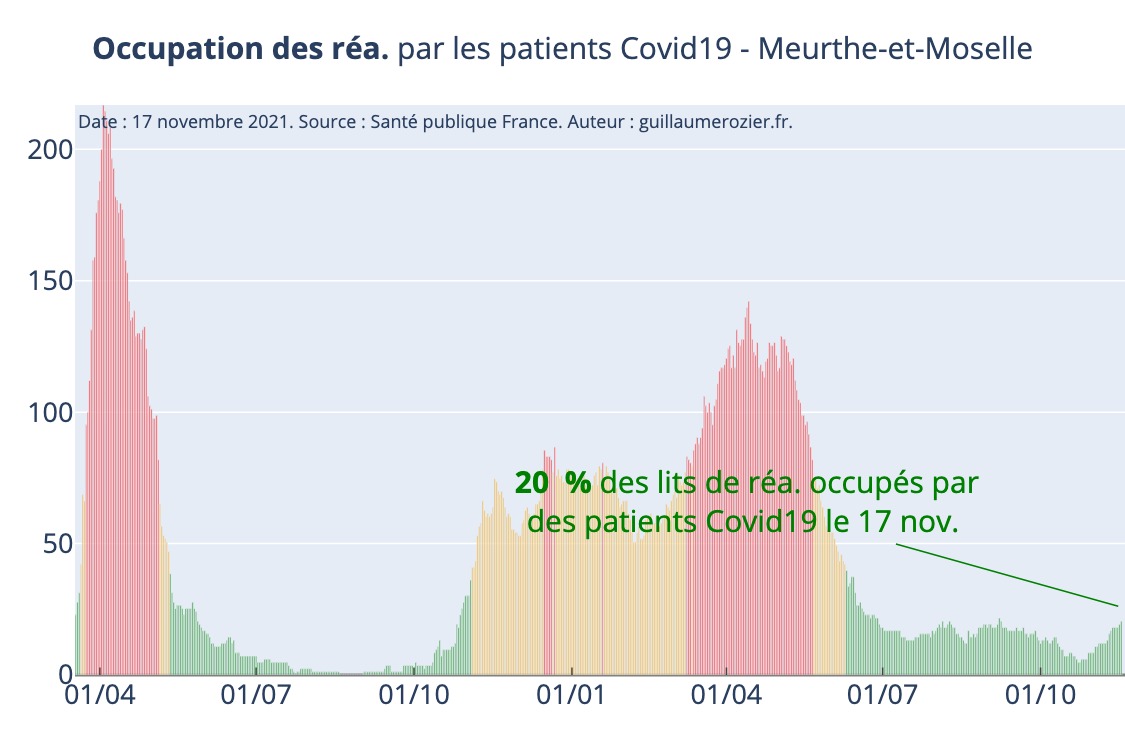 Occupation des réa. par les patients Covid19 - Meurthe-et-Moselle
Date : 17 novembre 2021. Source : Santé publique France. Auteur : guillaumerozier.fr.
200
150
100
50
0
20 % des lits de réa. occupés par
des patients Covid19 le 17 nov.
01/04 01/07 01/10 01/01 01/04 01/07 01/10